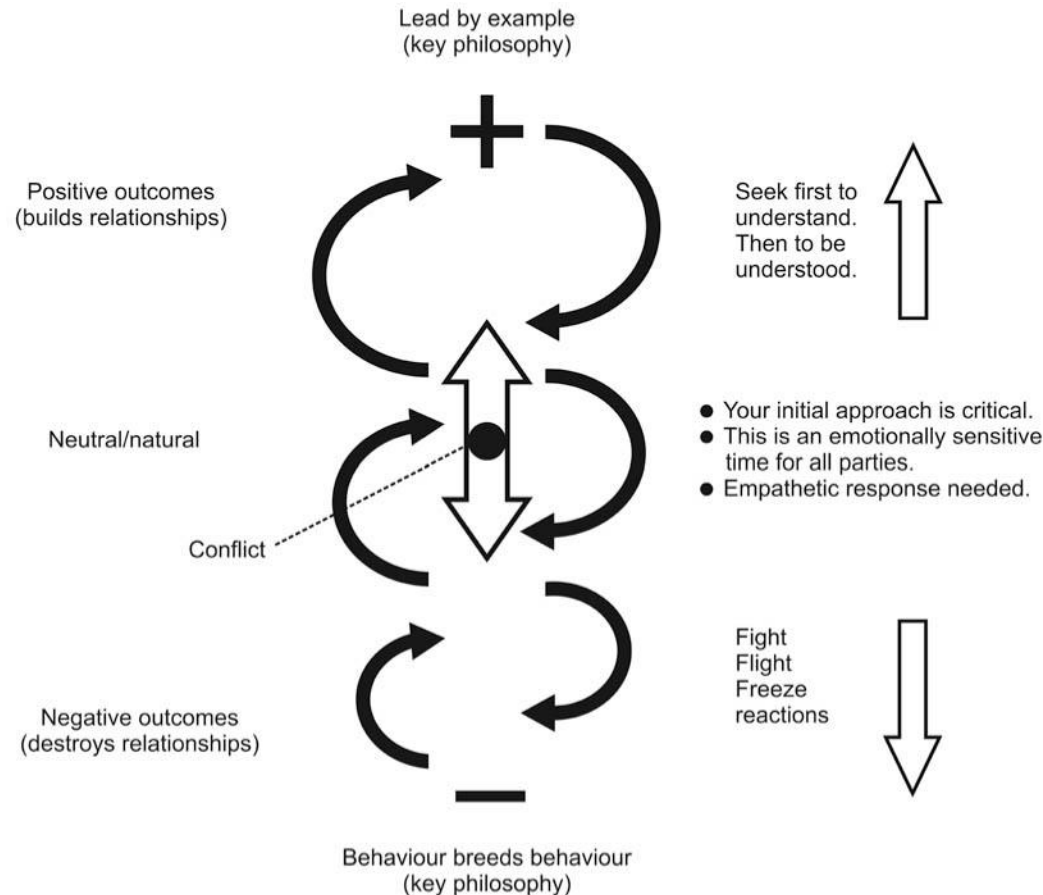 Lead by example
(key philosophy)
Positive outcomes
(builds relationships)
Seek first to
understand.
Then to be
understood.
Neutral/natural
● Your initial approach is critical.
● This is an emotionally sensitive
time for all parties.
● Empathetic response needed.
Conflict
Fight
Flight
Freeze
reactions
Negative outcomes
(destroys relationships)
Behaviour breeds behaviour
(key philosophy)